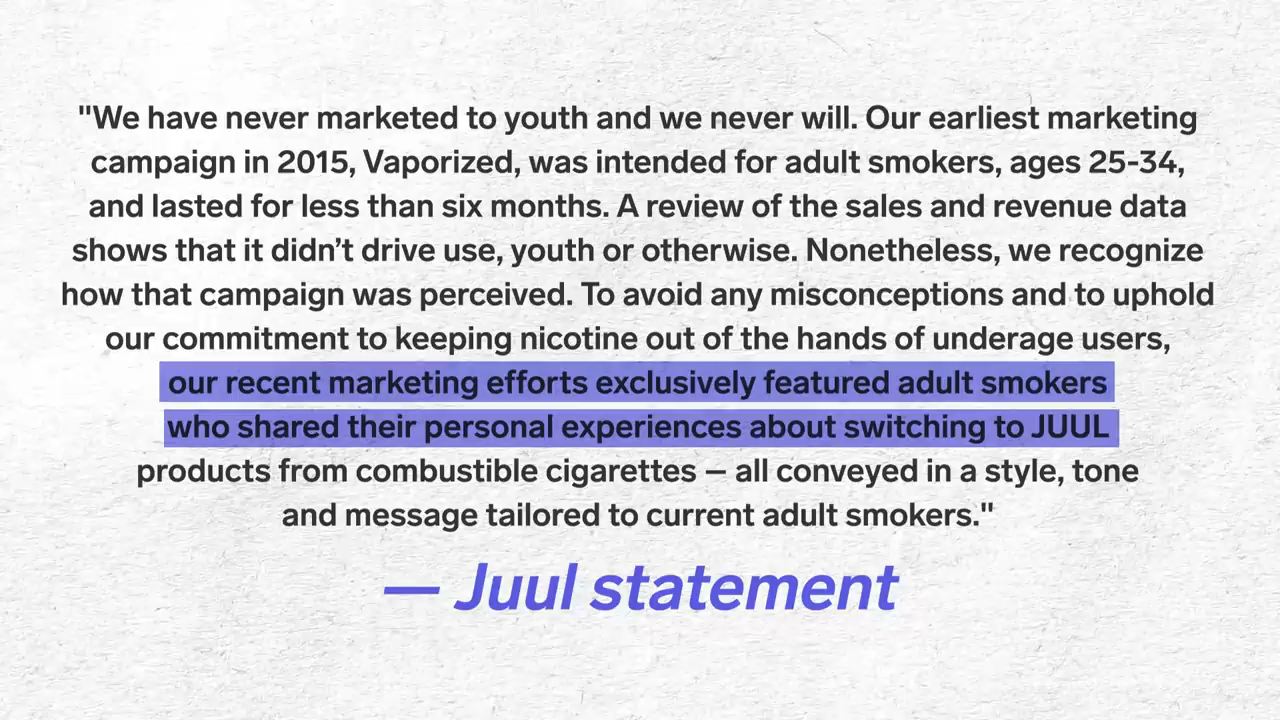 "We have never marketed to youth and we never will. Our earliest marketing
campaign in 2015, Vaporized, was intended for adult smokers, ages 25-34,
and lasted for less than six months. A review of the sales and revenue data
shows that it didn’t drive use, youth or otherwise. Nonetheless, we recognize
how that campaign was perceived. To avoid any misconceptions and to uphold
our commitment to keeping nicotine out of the hands of underage users,
our recent marketing efforts exclusively featured adult smokers
who shared their personal experiences about switching to JUUL
products from combustible cigarettes – all conveyed in a style, tone
and message tailored to current adult smokers."
— Juul statement